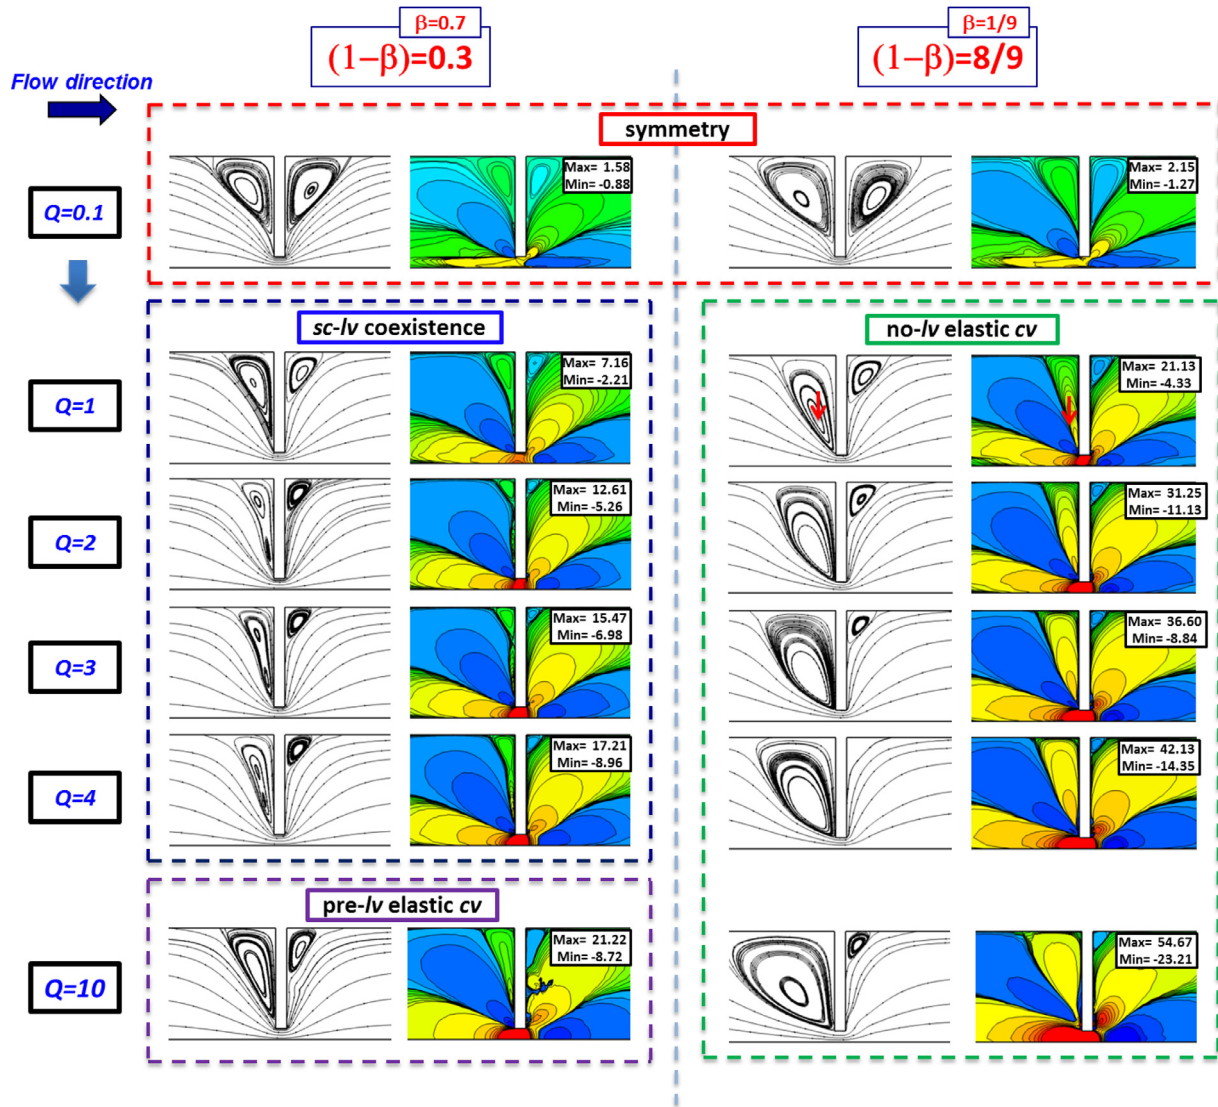 β=0.7
(1−β)=0.3
β=1/9
(1−β)=8/9
Flow direction
symmetry
Q=0.1
Max= 1.58
Min= -0.88
Max= 2.15
Min= -1.27
sc-lv coexistence
no-lv elastic cv
Q=1
Max= 7.16
Min= -2.21
Max= 21.13
Min= -4.33
Q=2
Max= 12.61
Min= -5.26
Max= 31.25
Min= -11.13
Q=3
Max= 15.47
Min= -6.98
Max= 36.60
Min= -8.84
Q=4
Max= 17.21
Min= -8.96
Max= 42.13
Min= -14.35
pre-lv elastic cv
Q=10
Max= 21.22
Min= -8.72
Max= 54.67
Min= -23.21